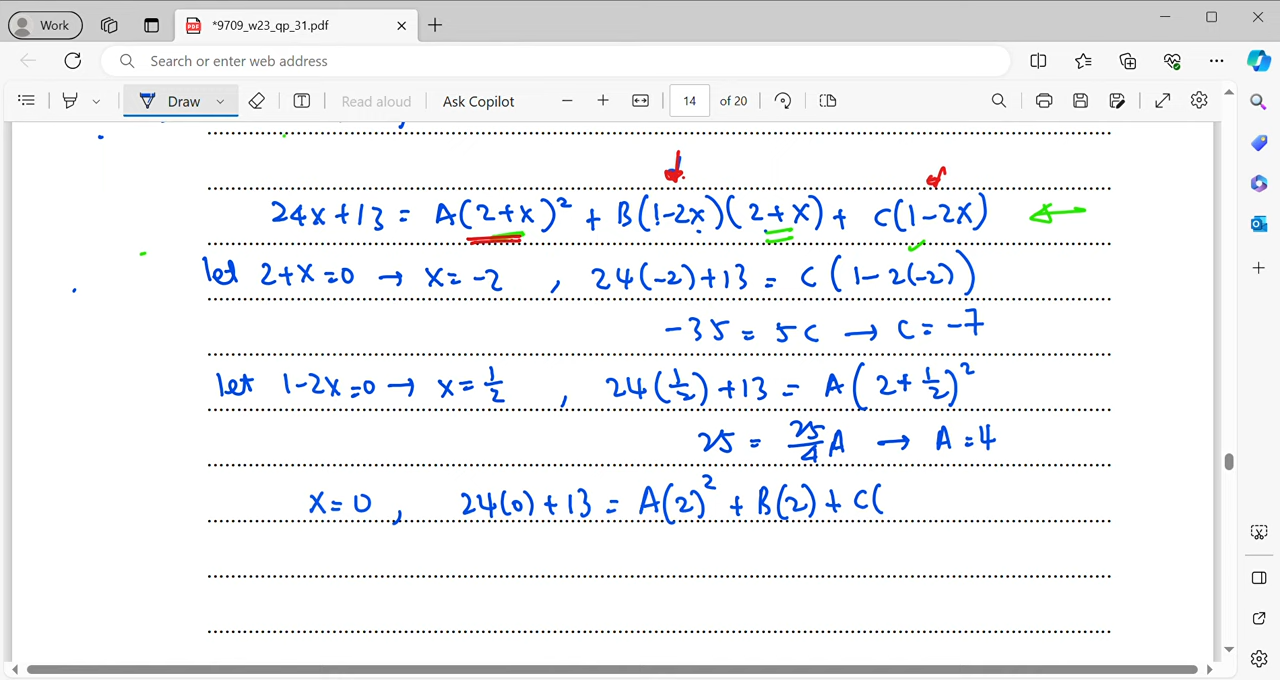 Work
*9709_w23_qp_31.pdf
Search or enter web address
Draw
Read aloud
Ask Copilot
14 of 20
24x+13 = A(2+x)² + B(1-2x)(2+x) + C(1-2x)
let 2+x=0 → x=-2 , 24(-2)+13 = C(1-2(-2))
-35 = 5C → C=-7
let 1-2x=0 → x=1/2 , 24(1/2)+13 = A(2+1/2)²
25 = 25/4 A → A=4
x=0 , 24(0)+13 = A(2)² + B(2) + C(